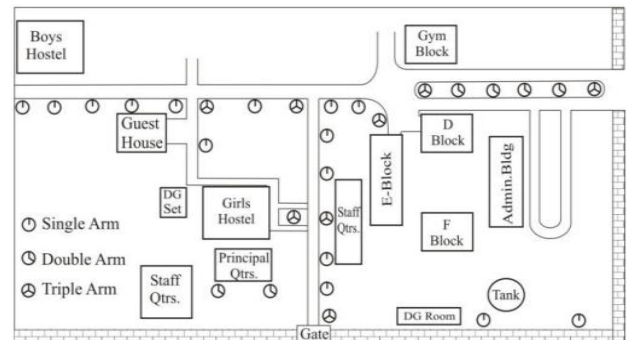 Boys
Hostel
Gym
Block
Guest
House
D
Block
E-Block
Admin.Bldg
DG
Set
Girls
Hostel
Staff
Qtrs.
F
Block
Single Arm
Double Arm
Triple Arm
Principal
Qtrs.
Staff
Qtrs.
Tank
DG Room
Gate